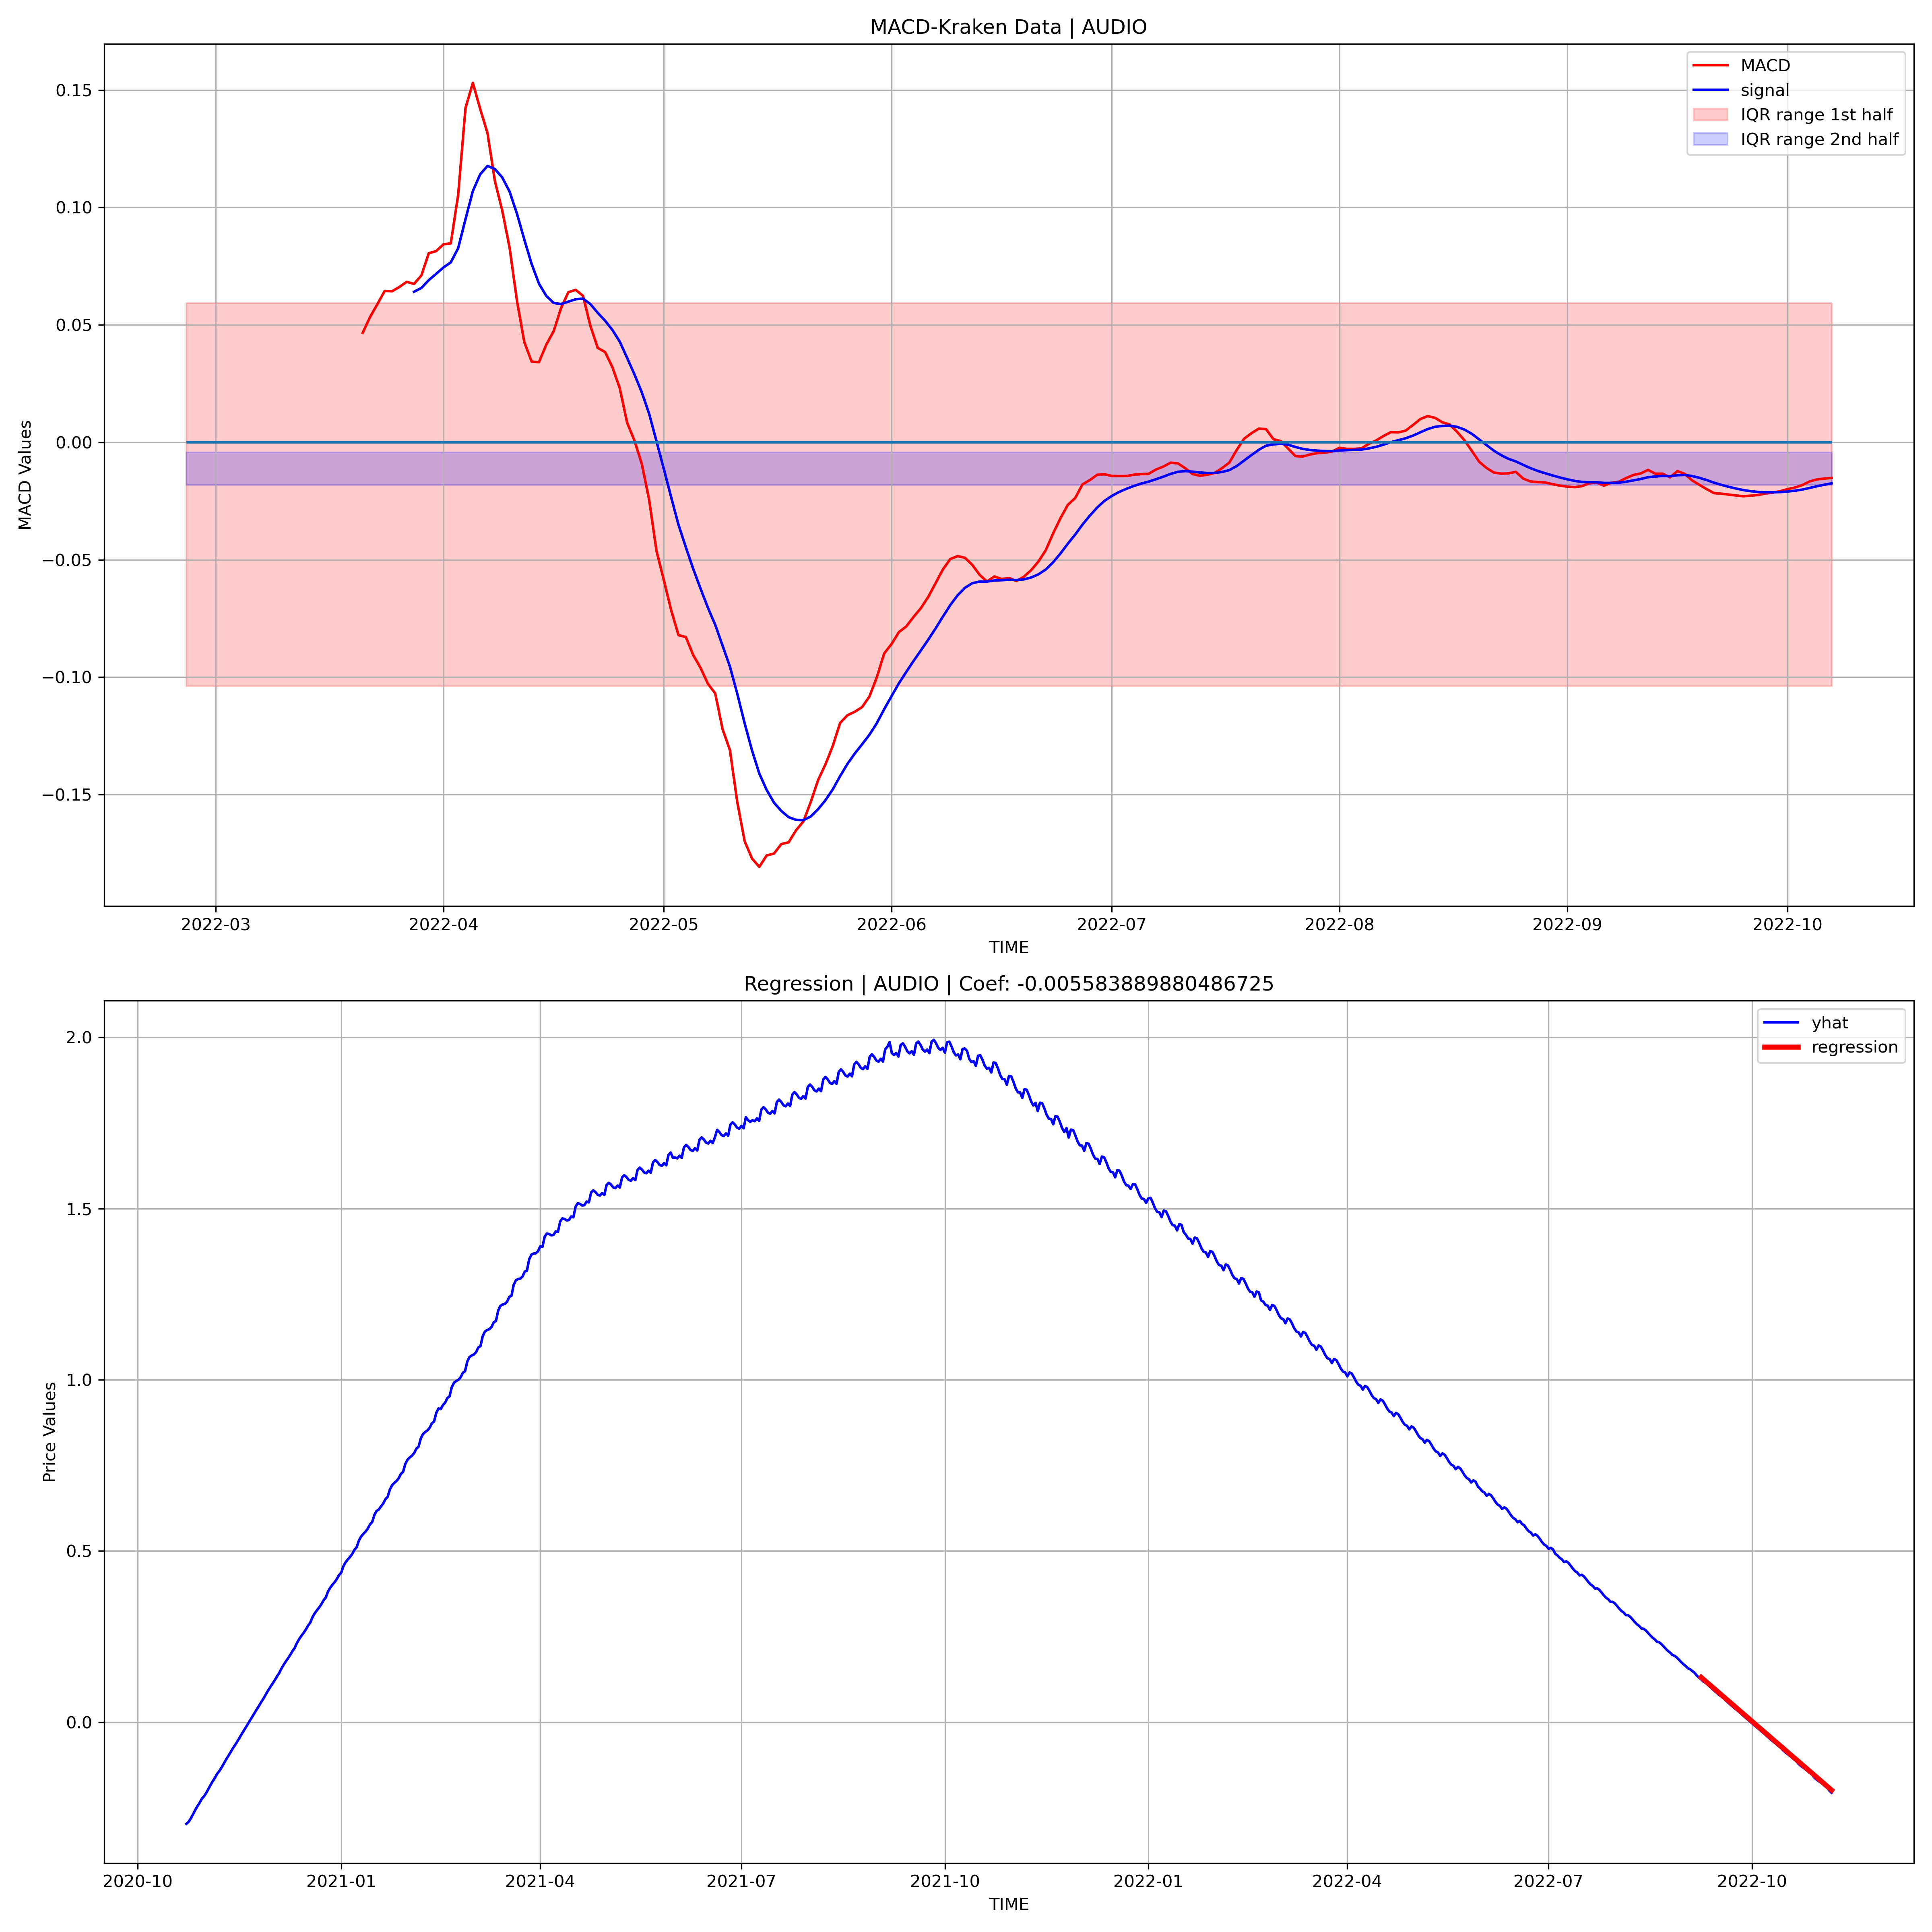 MACD-Kraken Data | AUDIO
MACD
signal
IQR range 1st half
IQR range 2nd half
MACD Values
0.15
0.10
0.05
0.00
−0.05
−0.10
−0.15
2022-03 2022-04 2022-05 2022-06 2022-07 2022-08 2022-09 2022-10
TIME
Regression | AUDIO | Coef: -0.005583889880486725
yhat
regression
Price Values
2.0
1.5
1.0
0.5
0.0
2020-10 2021-01 2021-04 2021-07 2021-10 2022-01 2022-04 2022-07 2022-10
TIME